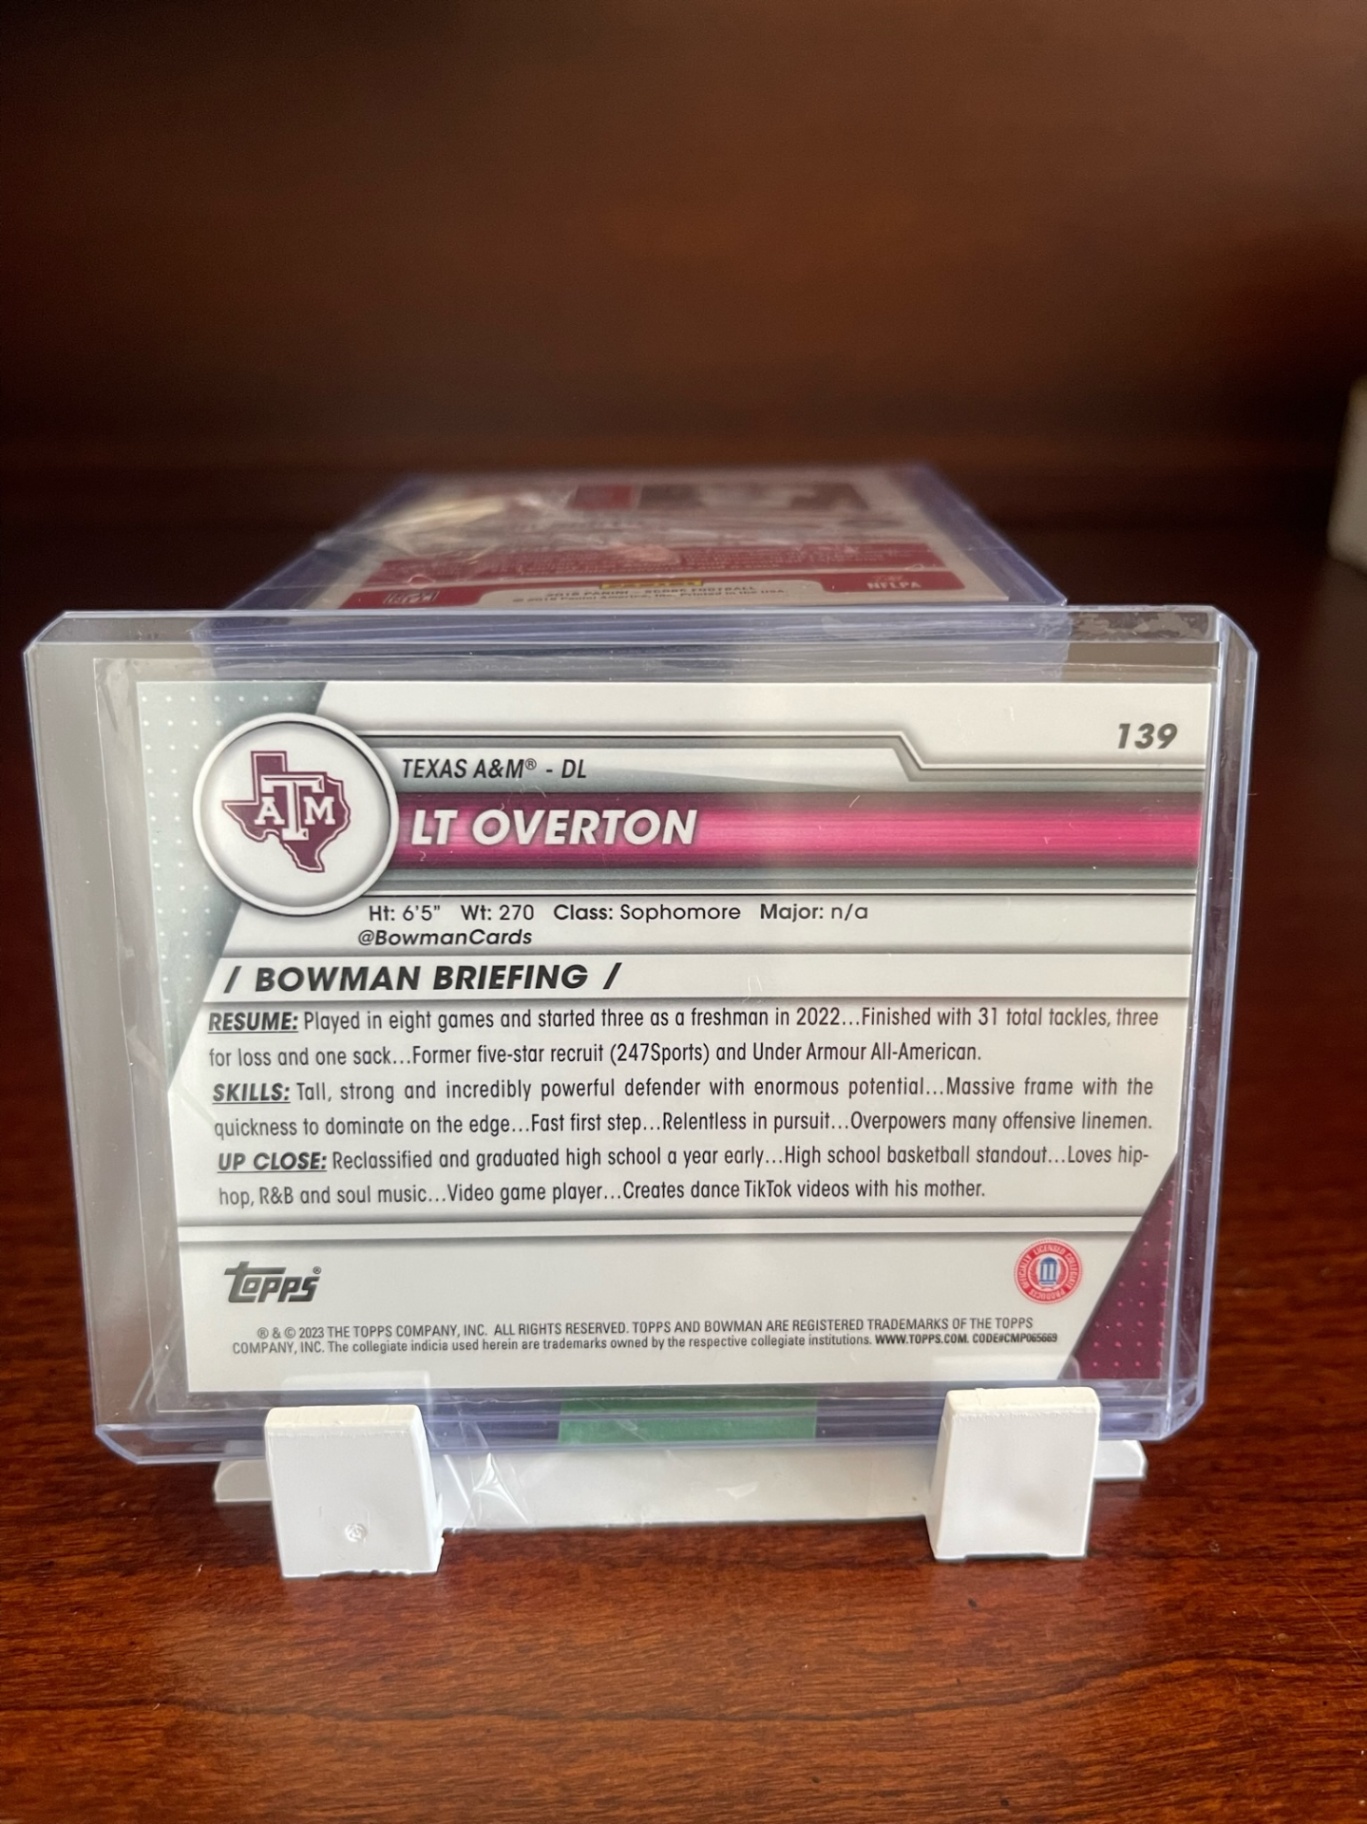 NFLPA
139
TEXAS A&M® - DL
ATM
LT OVERTON
Ht: 6'5" Wt: 270 Class: Sophomore Major: n/a
@BowmanCards
/ BOWMAN BRIEFING /
RESUME: Played in eight games and started three as a freshman in 2022...Finished with 31 total tackles, three
for loss and one sack...Former five-star recruit (247Sports) and Under Armour All-American.
SKILLS: Tall, strong and incredibly powerful defender with enormous potential...Massive frame with the
quickness to dominate on the edge...Fast first step...Relentless in pursuit...Overpowers many offensive linemen.
UP CLOSE: Reclassified and graduated high school a year early...High school basketball standout...Loves hip-
hop, R&B and soul music...Video game player...Creates dance TikTok videos with his mother.
Topps®
OFFICIALLY LICENSED COLLEGIATE PRODUCTS
® & © 2023 THE TOPPS COMPANY, INC. ALL RIGHTS RESERVED. TOPPS AND BOWMAN ARE REGISTERED TRADEMARKS OF THE TOPPS
COMPANY, INC. The collegiate indicia used herein are trademarks owned by the respective collegiate institutions. WWW.TOPPS.COM. CODE#CMP065669